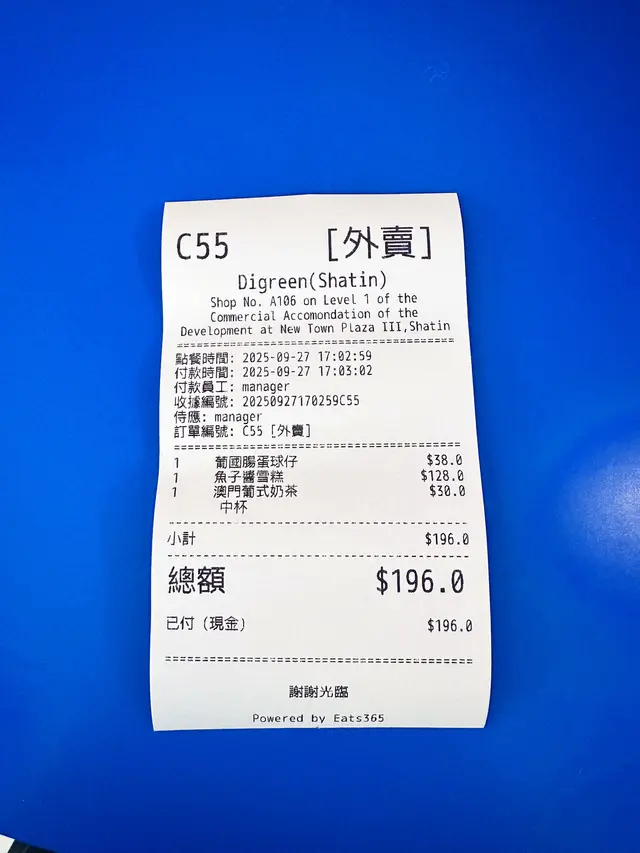 C55 [外賣]
Digreen(Shatin)
Shop No. A106 on Level 1 of the
Commercial Accomondation of the
Development at New Town Plaza III,Shatin
點餐時間: 2025-09-27 17:02:59
付款時間: 2025-09-27 17:03:02
付款員工: manager
收據編號: 20250927170259C55
侍應: manager
訂單編號: C55 [外賣]
1 葡國腸蛋球仔 $38.0
1 魚子醬雪糕 $128.0
1 澳門葡式奶茶 $30.0
中杯
小計 $196.0
總額 $196.0
已付 (現金) $196.0
謝謝光臨
Powered by Eats365